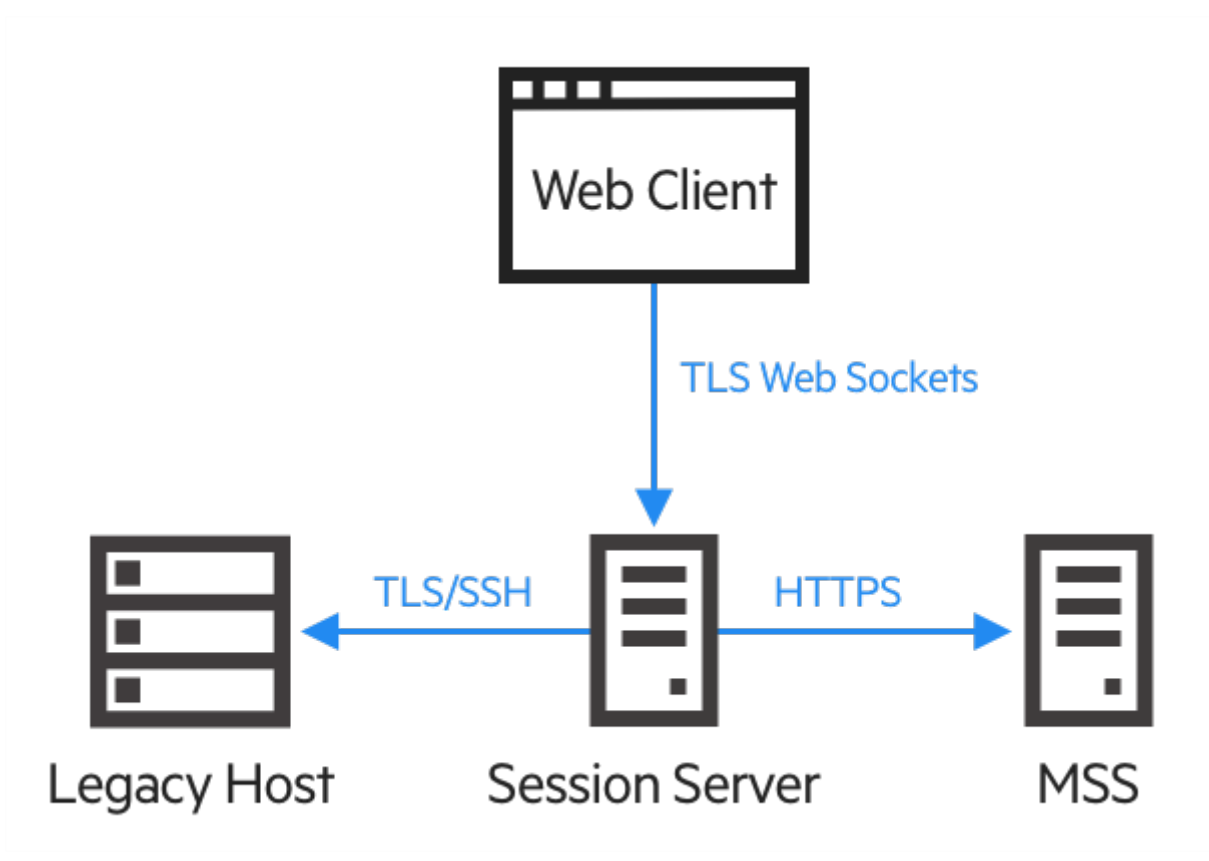 Web Client
TLS Web Sockets
TLS/SSH
HTTPS
Legacy Host
Session Server
MSS